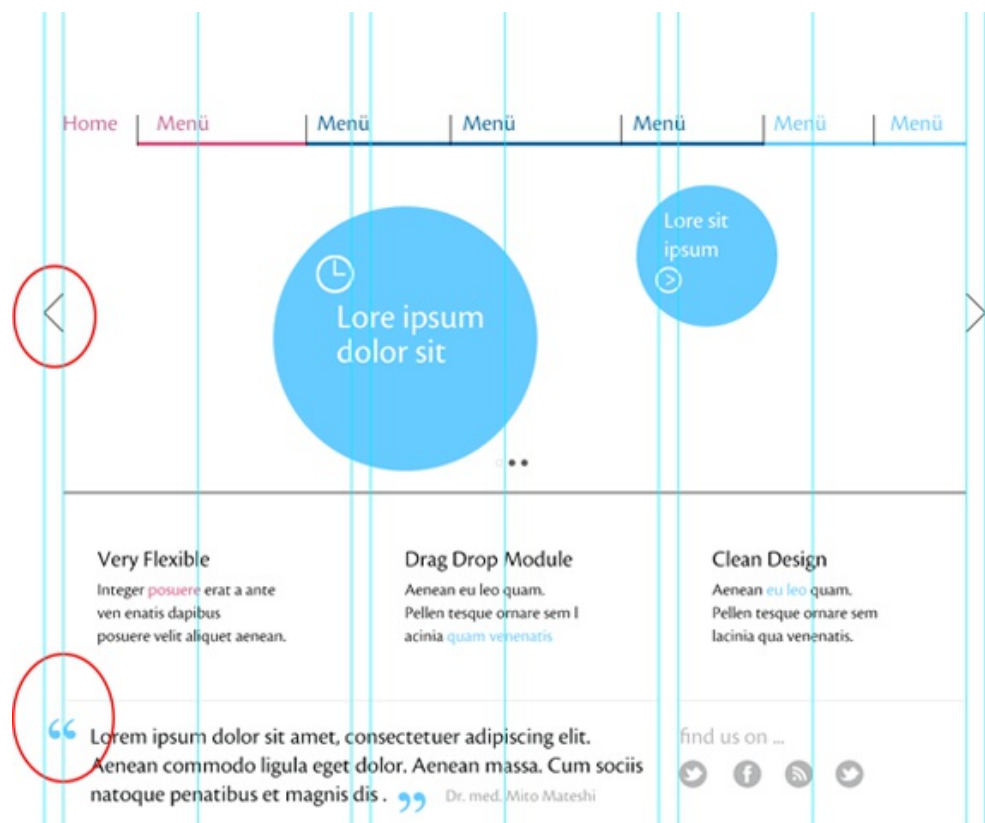 Home Menü Menü Menü Menü Menü Menü
Lore sit
ipsum
Lore ipsum
dolor sit
Very Flexible
Integer posuere erat a ante
ven enatis dapibus
posuere velit aliquet aenean.
Drag Drop Module
Aenean eu leo quam.
Pellen tesque ornare sem l
acinia quam venenatis
Clean Design
Aenean eu leo quam.
Pellen tesque ornare sem
lacinia qua venenatis.
“ Lorem ipsum dolor sit amet, consectetuer adipiscing elit.
Aenean commodo ligula eget dolor. Aenean massa. Cum sociis
natoque penatibus et magnis dis . ” Dr. med. Mito Mateshi
find us on ...